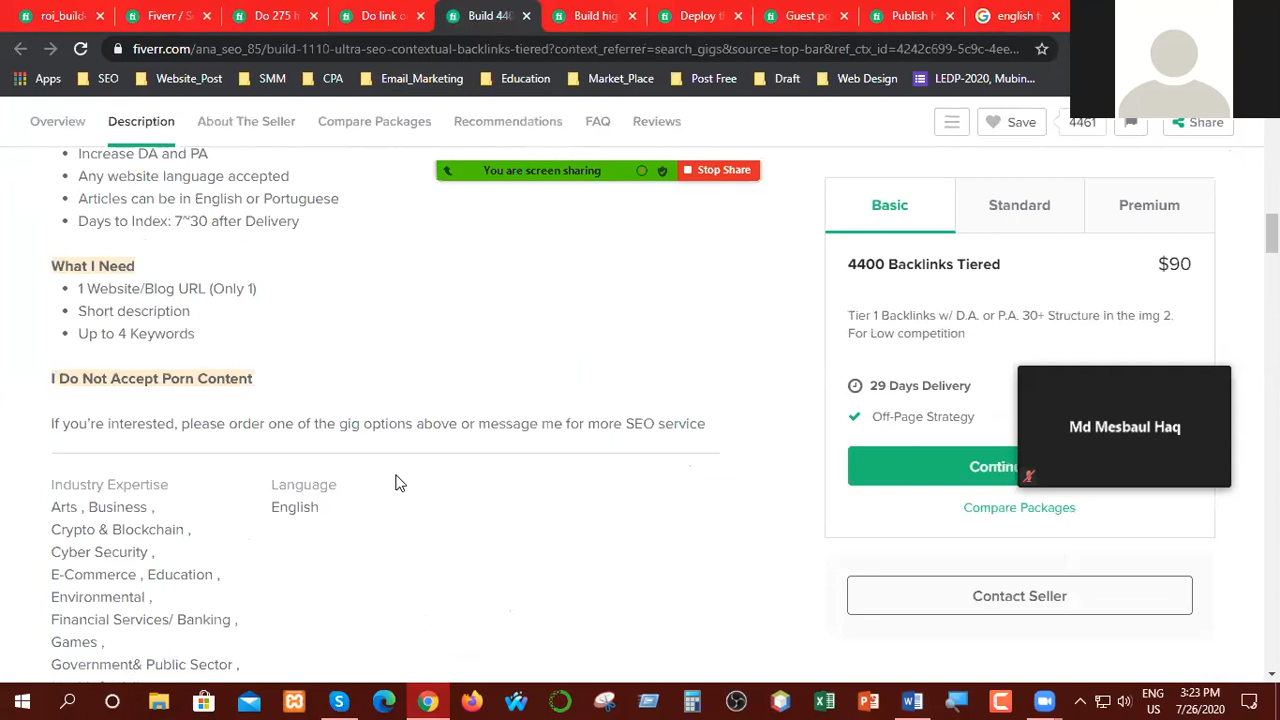 roi_build-
Fiverr / S
Do 275 h
Do link o
Build 440
Build hig
Deploy t
Guest po
Publish h
english t
fiverr.com/ana_seo_85/build-1110-ultra-seo-contextual-backlinks-tiered?context_referrer=search_gigs&source=top-bar&ref_ctx_id=4242c699-5c9c-4ee...
Apps
SEO
Website_Post
SMM
CPA
Email_Marketing
Education
Market_Place
Post Free
Draft
Web Design
LEDP-2020, Mubin...
Overview
Description
About The Seller
Compare Packages
Recommendations
FAQ
Reviews
Save
4461
Share
You are screen sharing
Stop Share
Increase DA and PA
Any website language accepted
Articles can be in English or Portuguese
Days to Index: 7~30 after Delivery
What I Need
1 Website/Blog URL (Only 1)
Short description
Up to 4 Keywords
I Do Not Accept Porn Content
If you're interested, please order one of the gig options above or message me for more SEO service
Industry Expertise
Arts , Business ,
Crypto & Blockchain ,
Cyber Security ,
E-Commerce , Education ,
Environmental ,
Financial Services/ Banking ,
Games ,
Government& Public Sector ,
Language
English
Basic
Standard
Premium
4400 Backlinks Tiered
$90
Tier 1 Backlinks w/ D.A. or P.A. 30+ Structure in the img 2.
For Low competition
29 Days Delivery
Off-Page Strategy
Continu
Compare Packages
Contact Seller
Md Mesbaul Haq
ENG
US
3:23 PM
7/26/2020